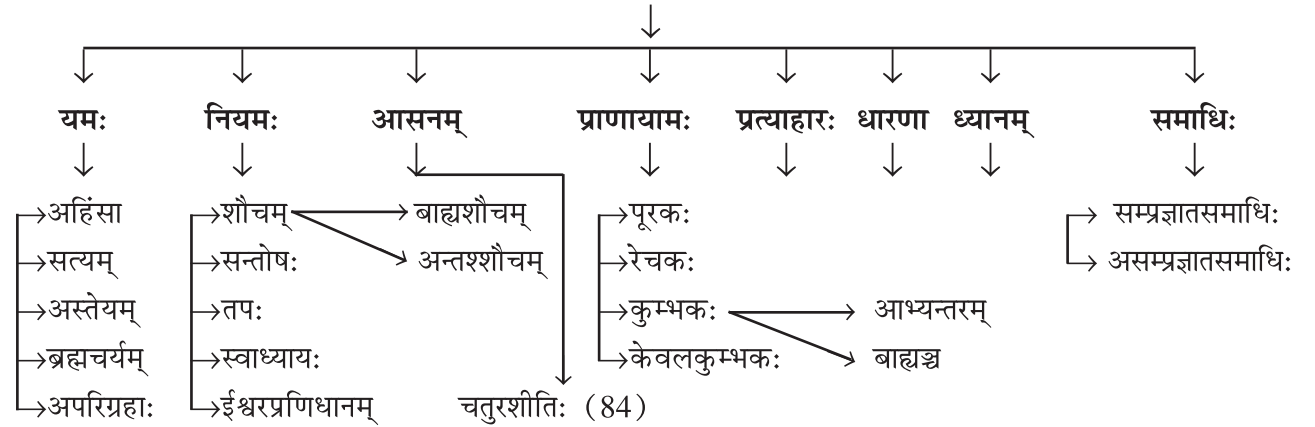 यमः नियमः आसनम् प्राणायामः प्रत्याहारः धारणा ध्यानम् समाधिः
अहिंसा शौचम् बाह्यशौचम् पूरकः सम्प्रज्ञातसमाधिः
सत्यम् सन्तोषः अन्तश्शौचम् रेचकः असम्प्रज्ञातसमाधिः
अस्तेयम् तपः कुम्भकः आभ्यन्तरम्
ब्रह्मचर्यम् स्वाध्यायः केवलकुम्भकः बाह्यञ्च
अपरिग्रहाः ईश्वरप्रणिधानम् चतुरशीतिः (84)